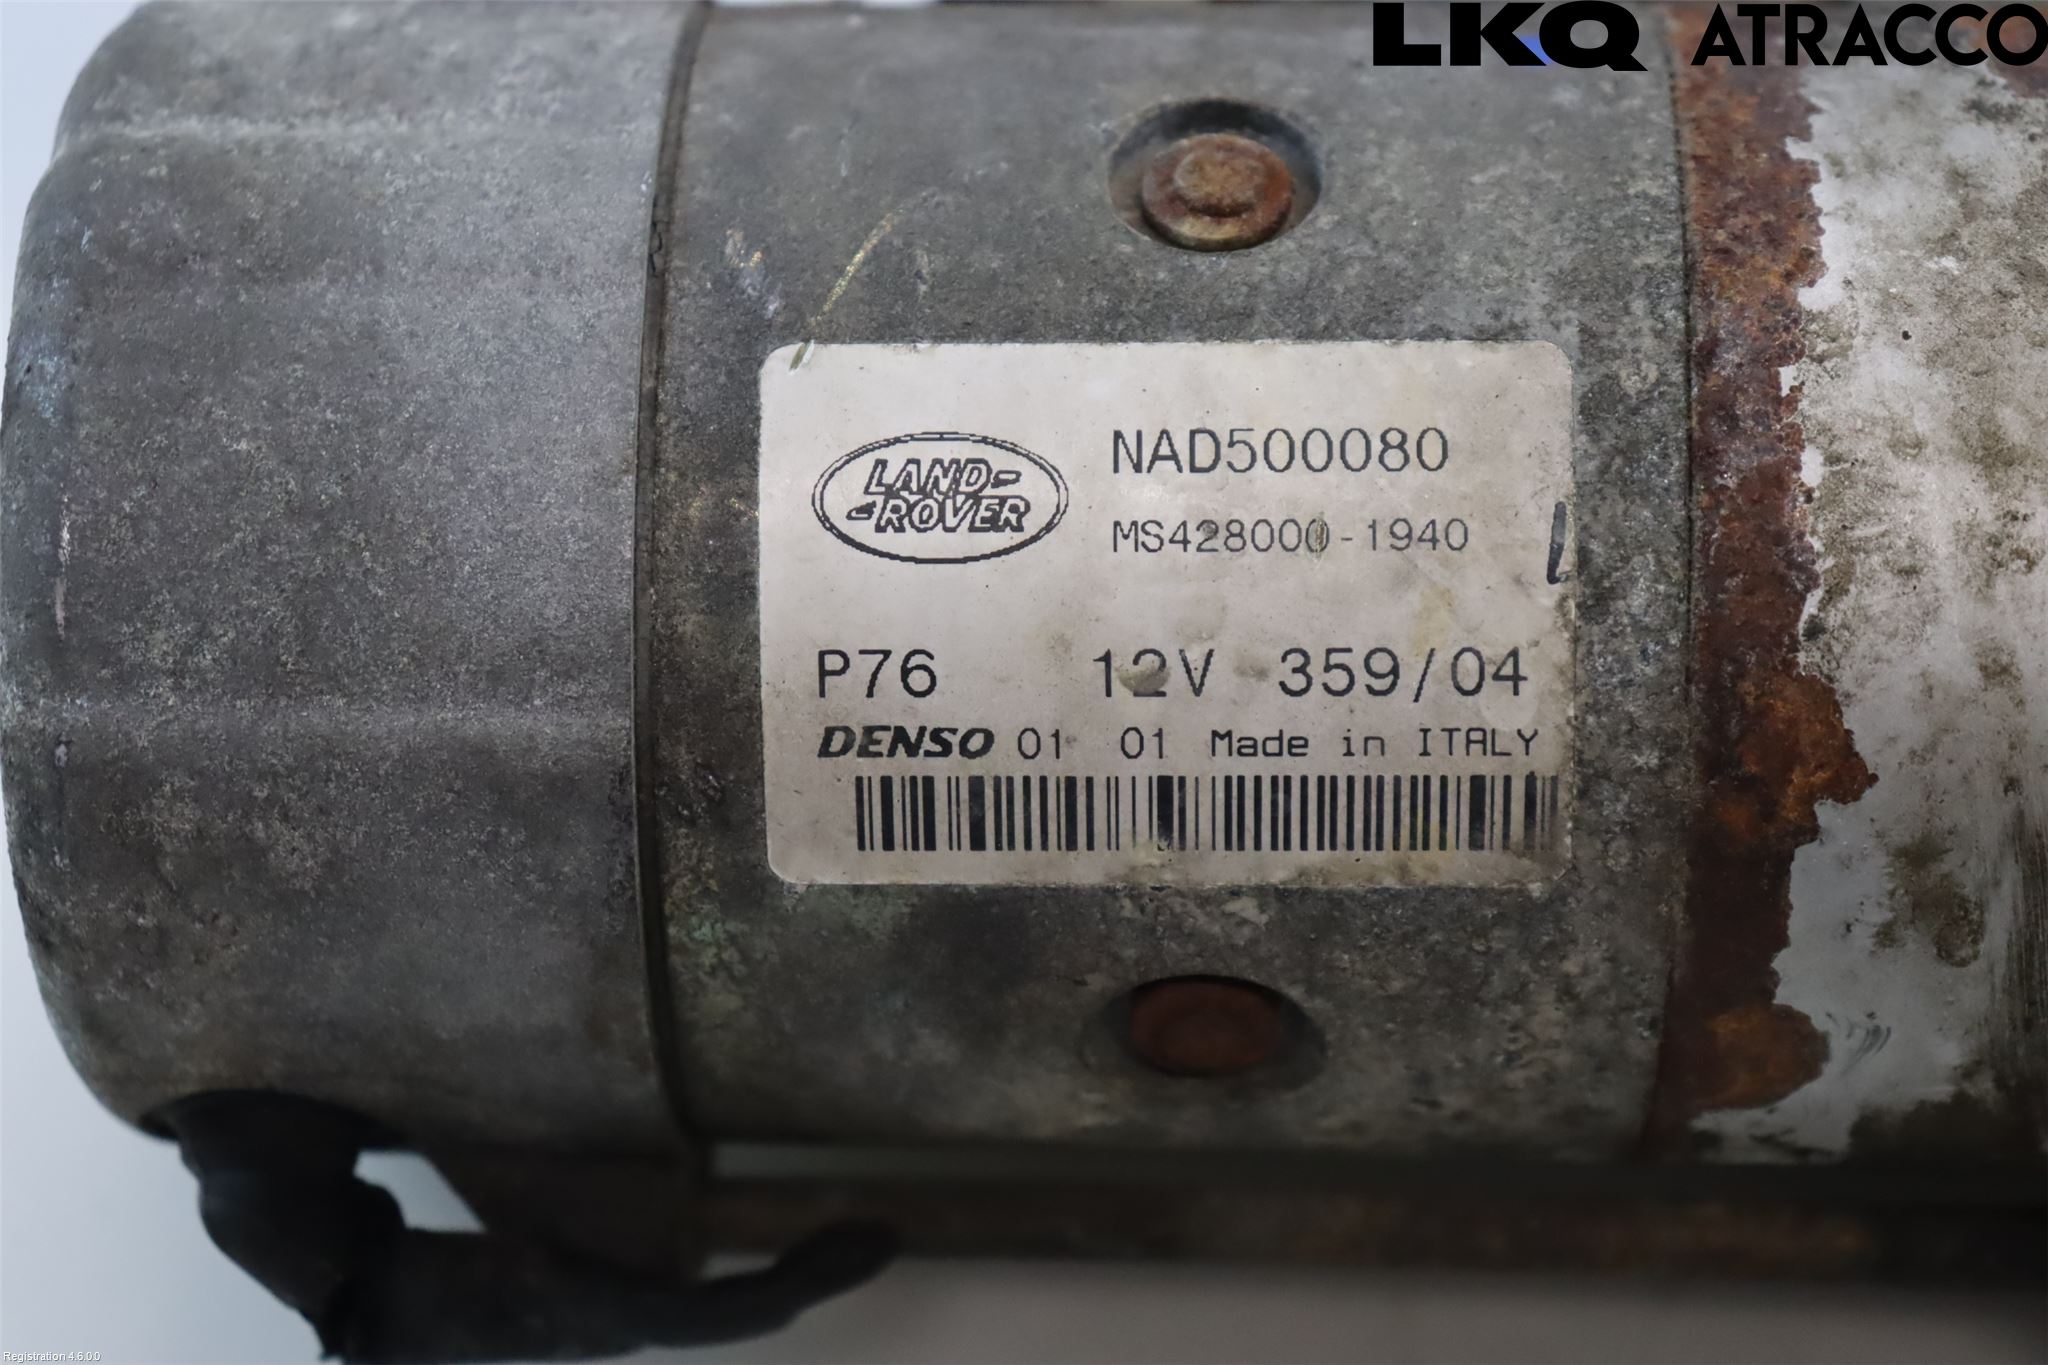 LKQ ATRACCO
LAND-
-ROVER
NAD500080
MS428000-1940
P76 12V 359/04
DENSO 01 01 Made in ITALY
Registration 4.6.0.0